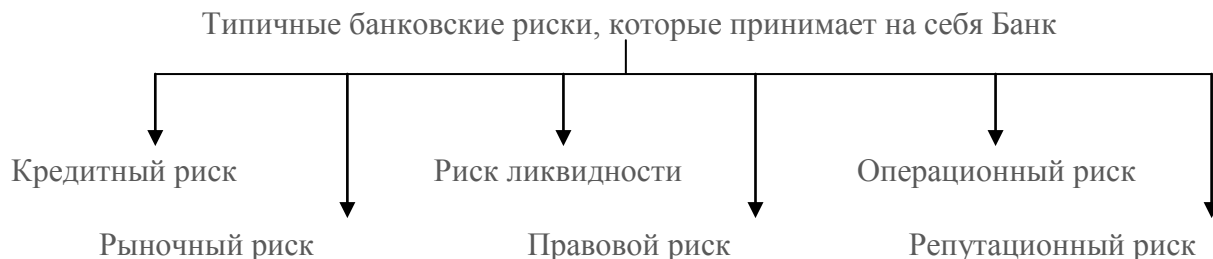 Типичные банковские риски, которые принимает на себя Банк
Кредитный риск Риск ликвидности Операционный риск
Рыночный риск Правовой риск Репутационный риск